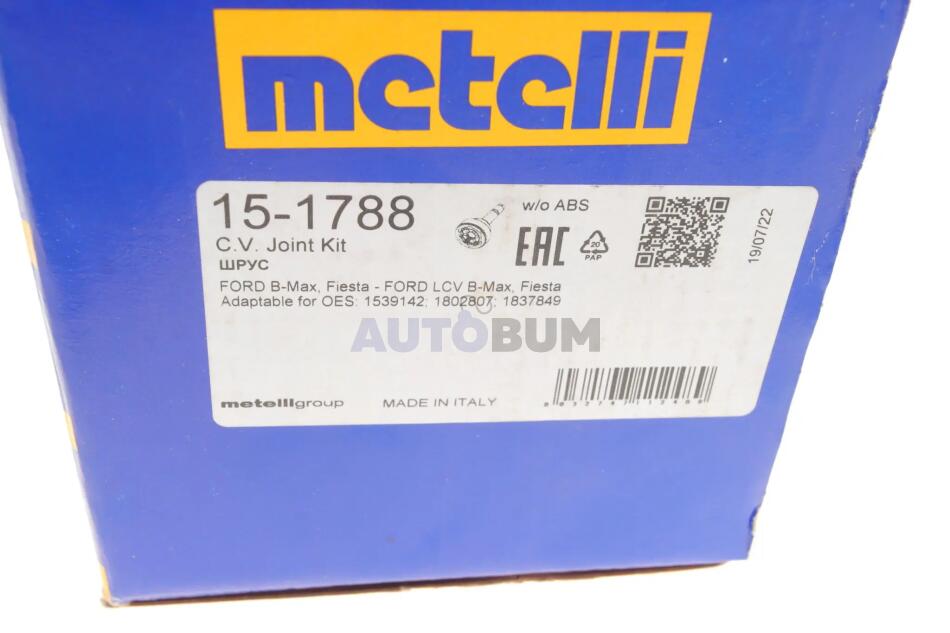 metelli
15-1788
w/o ABS
C.V. Joint Kit
ШРУС
EAC
20
PAP
19/07/22
FORD B-Max, Fiesta - FORD LCV B-Max, Fiesta
Adaptable for OES: 1539142; 1802807; 1837849
AUTOBUM
metelligroup
MADE IN ITALY